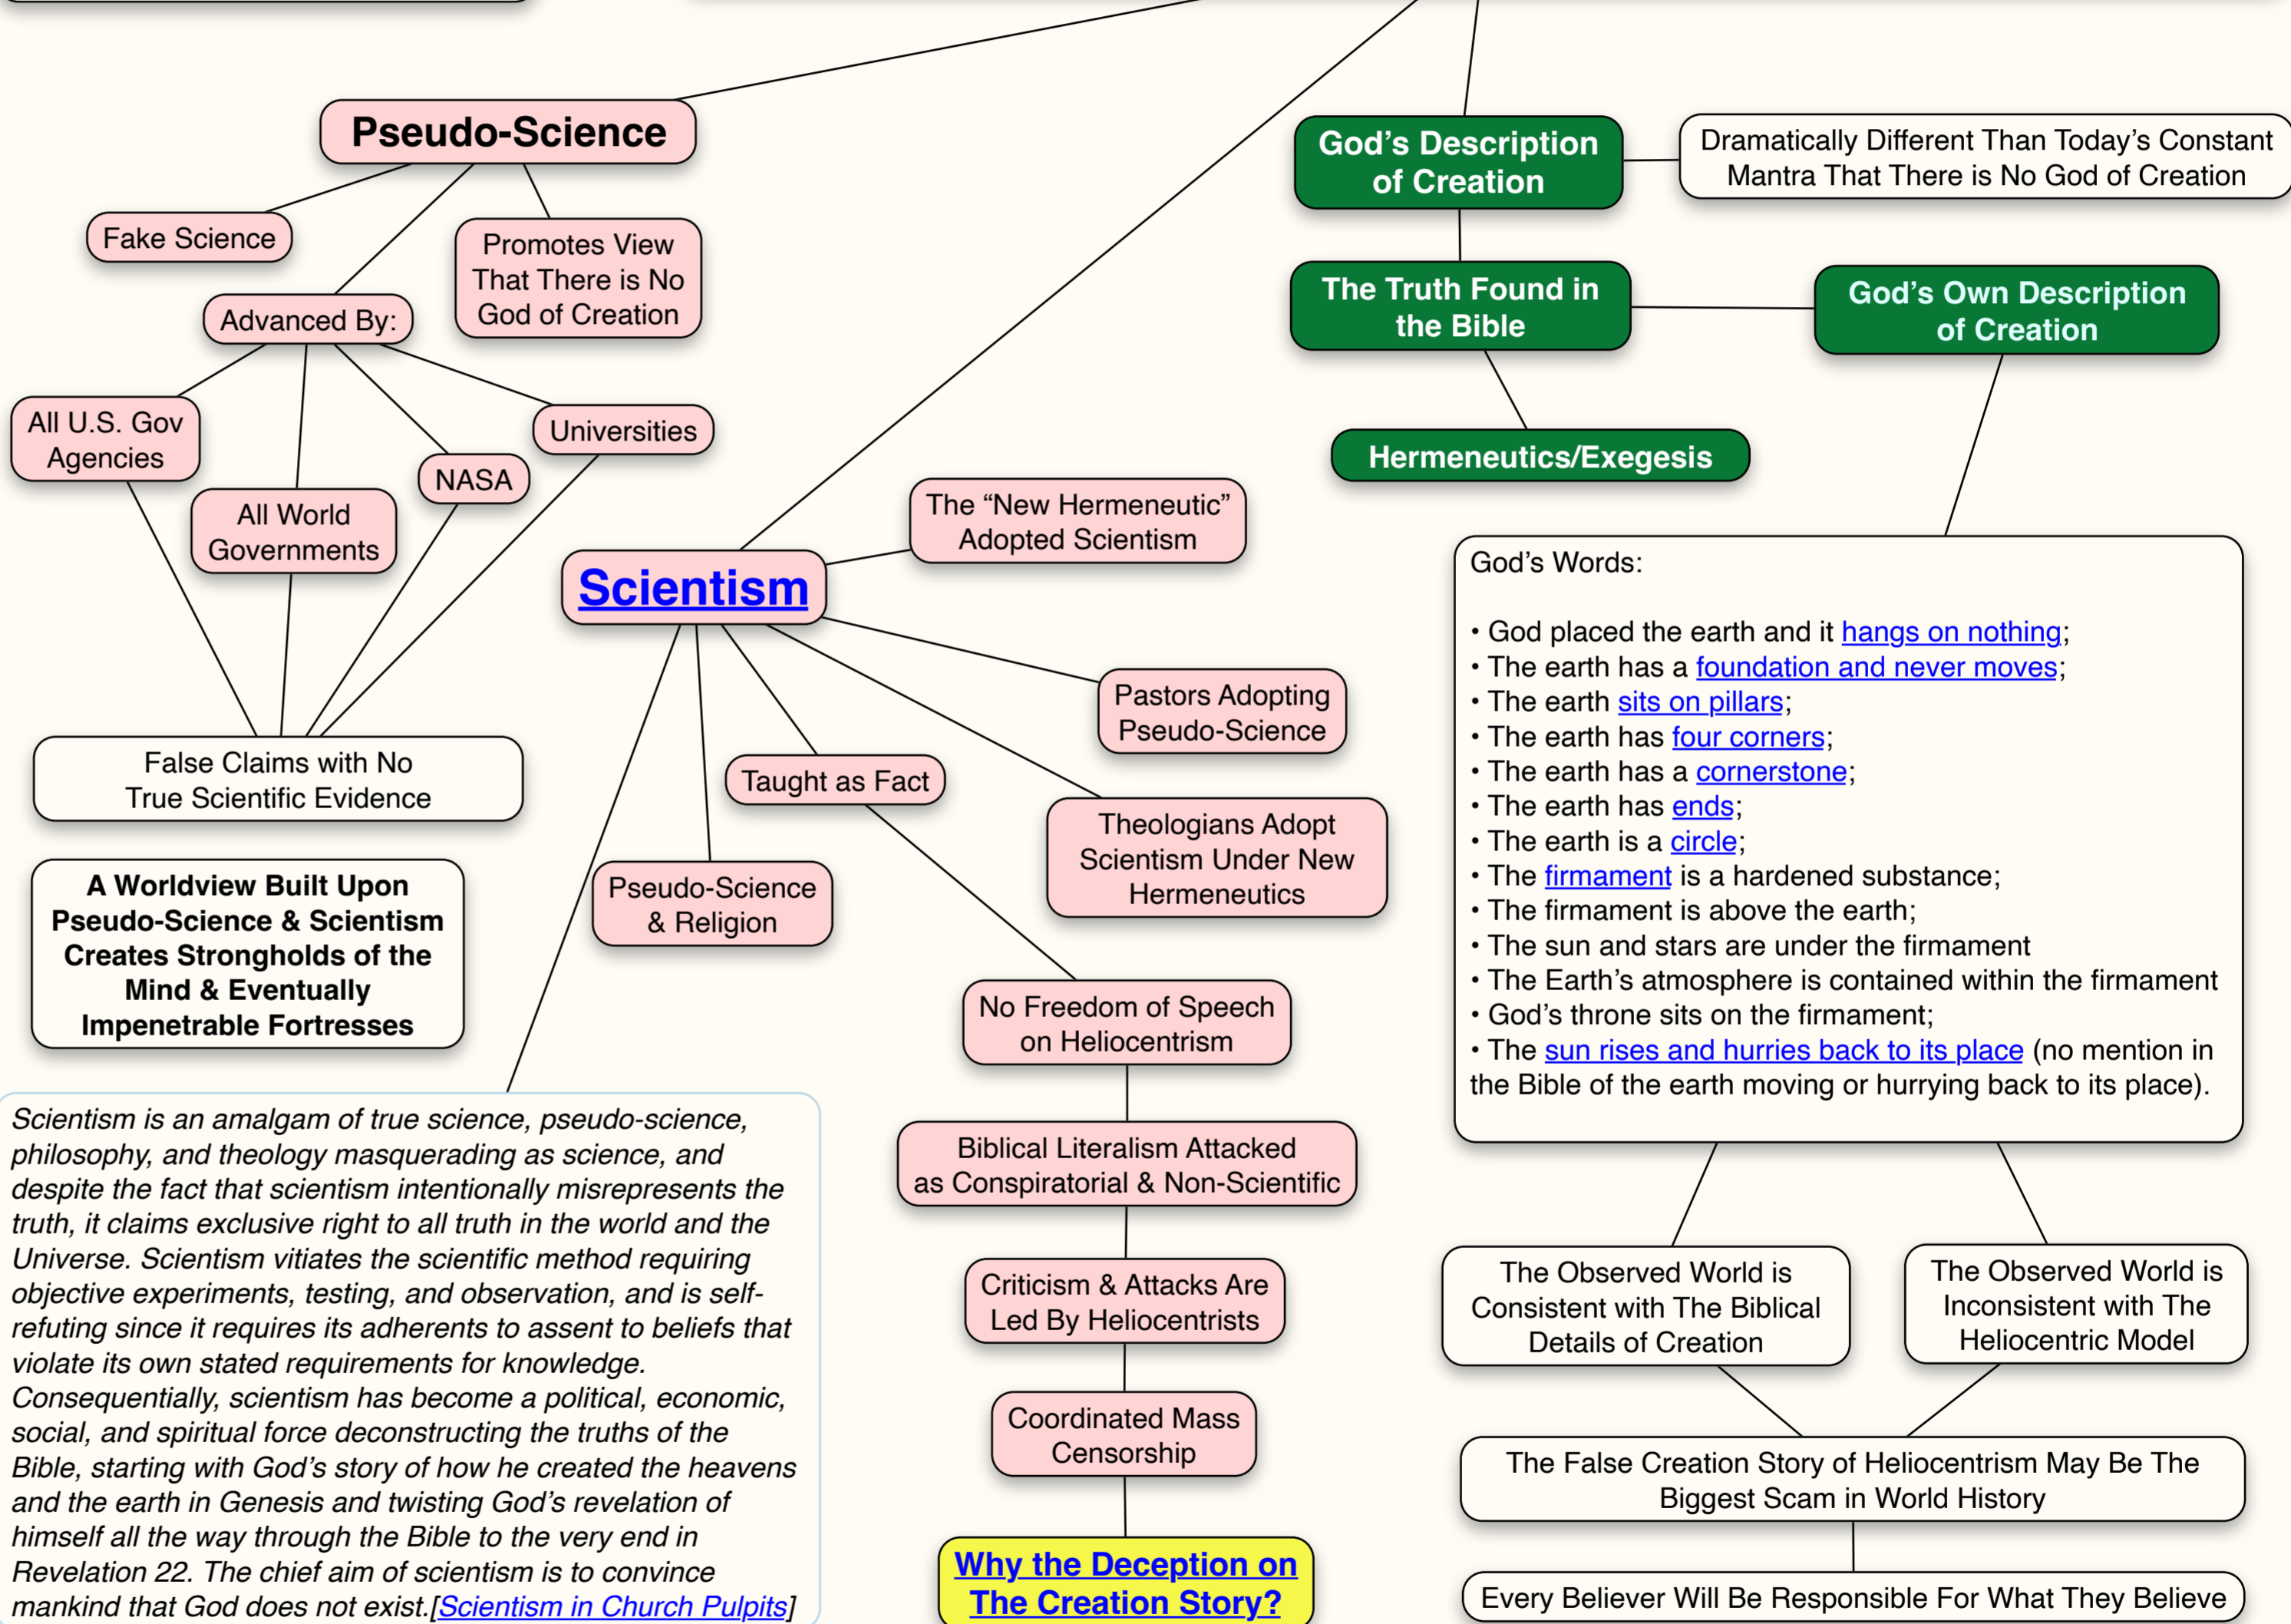 Pseudo-Science
Fake Science
Promotes View
That There is No
God of Creation
Advanced By:
All U.S. Gov
Agencies
All World
Governments
NASA
Universities
False Claims with No
True Scientific Evidence
A Worldview Built Upon
Pseudo-Science & Scientism
Creates Strongholds of the
Mind & Eventually
Impenetrable Fortresses
Scientism
The “New Hermeneutic”
Adopted Scientism
Pastors Adopting
Pseudo-Science
Theologians Adopt
Scientism Under New
Hermeneutics
Taught as Fact
Pseudo-Science
& Religion
Scientism is an amalgam of true science, pseudo-science,
philosophy, and theology masquerading as science, and
despite the fact that scientism intentionally misrepresents the
truth, it claims exclusive right to all truth in the world and the
Universe. Scientism vitiates the scientific method requiring
objective experiments, testing, and observation, and is self-
refuting since it requires its adherents to assent to beliefs that
violate its own stated requirements for knowledge.
Consequentially, scientism has become a political, economic,
social, and spiritual force deconstructing the truths of the
Bible, starting with God’s story of how he created the heavens
and the earth in Genesis and twisting God’s revelation of
himself all the way through the Bible to the very end in
Revelation 22. The chief aim of scientism is to convince
mankind that God does not exist.[Scientism in Church Pulpits]
No Freedom of Speech
on Heliocentrism
Biblical Literalism Attacked
as Conspiratorial & Non-Scientific
Criticism & Attacks Are
Led By Heliocentrists
Coordinated Mass
Censorship
Why the Deception on
The Creation Story?
God’s Description
of Creation
Dramatically Different Than Today’s Constant
Mantra That There is No God of Creation
The Truth Found in
the Bible
God’s Own Description
of Creation
Hermeneutics/Exegesis
God’s Words:
• God placed the earth and it hangs on nothing;
• The earth has a foundation and never moves;
• The earth sits on pillars;
• The earth has four corners;
• The earth has a cornerstone;
• The earth has ends;
• The earth is a circle;
• The firmament is a hardened substance;
• The firmament is above the earth;
• The sun and stars are under the firmament
• The Earth’s atmosphere is contained within the firmament
• God’s throne sits on the firmament;
• The sun rises and hurries back to its place (no mention in
the Bible of the earth moving or hurrying back to its place).
The Observed World is
Consistent with The Biblical
Details of Creation
The Observed World is
Inconsistent with The
Heliocentric Model
The False Creation Story of Heliocentrism May Be The
Biggest Scam in World History
Every Believer Will Be Responsible For What They Believe